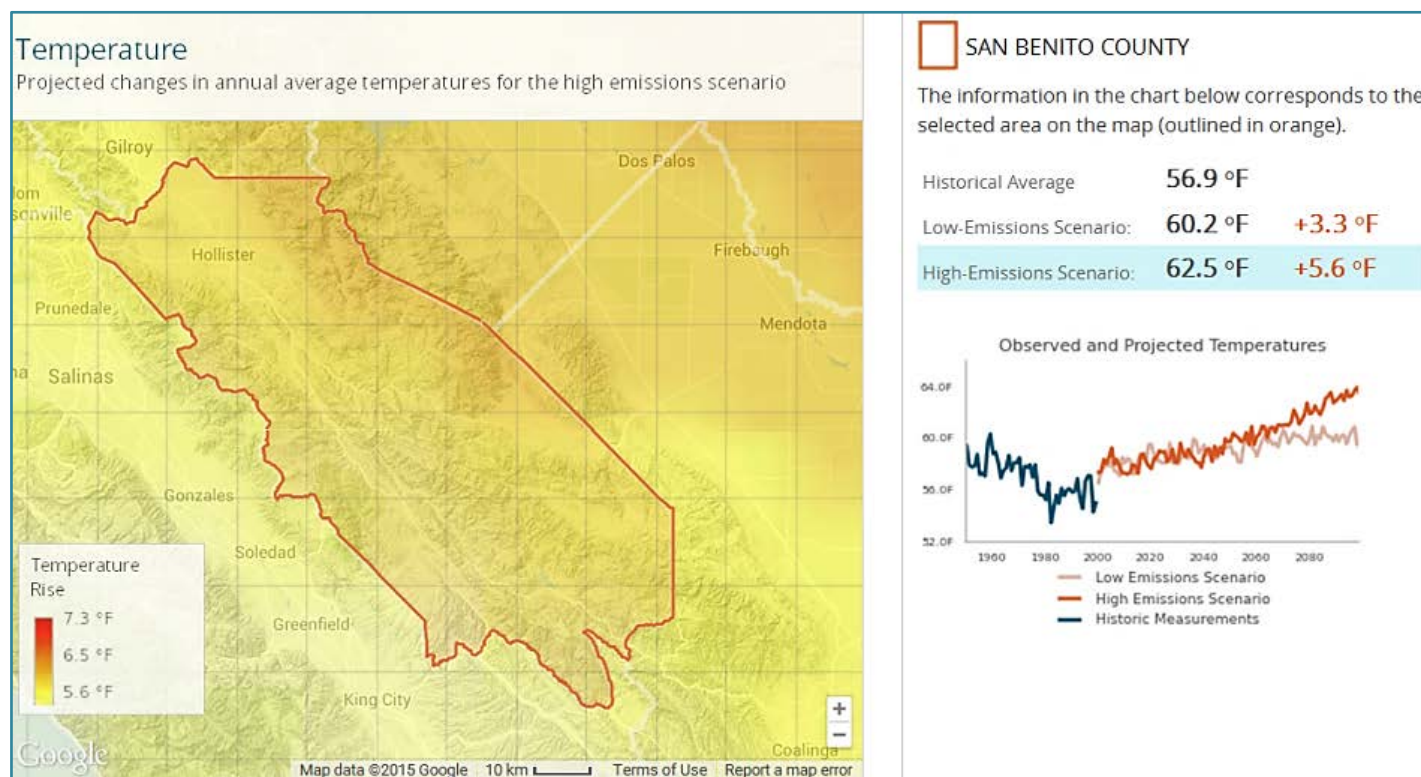 Temperature
Projected changes in annual average temperatures for the high emissions scenario
Gilroy
Dos Palos
sonville
Hollister
Firebaugh
Prunedale
Mendota
Salinas
Gonzales
Soledad
Greenfield
King City
Coalinga
Temperature
Rise
7.3 °F
6.5 °F
5.6 °F
+
−
Google
Map data ©2015 Google 10 km Terms of Use Report a map error
SAN BENITO COUNTY
The information in the chart below corresponds to the
selected area on the map (outlined in orange).
Historical Average 56.9 °F
Low-Emissions Scenario: 60.2 °F +3.3 °F
High-Emissions Scenario: 62.5 °F +5.6 °F
Observed and Projected Temperatures
64.0F
60.0F
56.0F
52.0F
1960 1980 2000 2020 2040 2060 2080
Low Emissions Scenario
High Emissions Scenario
Historic Measurements